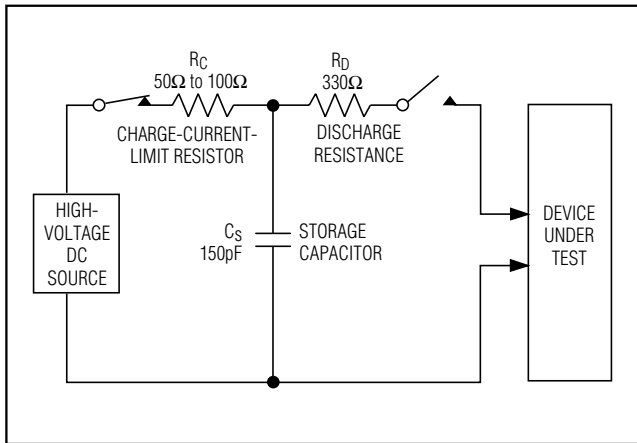 R_C
50Ω to 100Ω
CHARGE-CURRENT-
LIMIT RESISTOR
R_D
330Ω
DISCHARGE
RESISTANCE
HIGH-
VOLTAGE
DC
SOURCE
C_S
150pF
STORAGE
CAPACITOR
DEVICE
UNDER
TEST